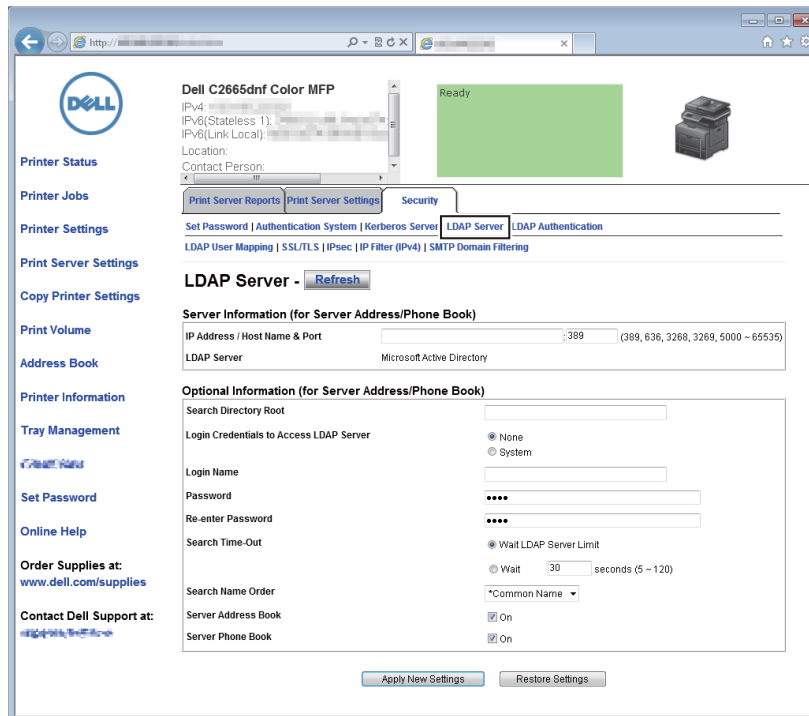 http://
DELL
Dell C2665dnf Color MFP
IPv4:
IPv6(Stateless 1):
IPv6(Link Local):
Location:
Contact Person:
Ready
Printer Status
Printer Jobs
Printer Settings
Print Server Settings
Copy Printer Settings
Print Volume
Address Book
Printer Information
Tray Management
Set Password
Online Help
Order Supplies at:
www.dell.com/supplies
Contact Dell Support at:
Print Server Reports Print Server Settings Security
Set Password | Authentication System | Kerberos Server | LDAP Server | LDAP Authentication
LDAP User Mapping | SSL/TLS | IPsec | IP Filter (IPv4) | SMTP Domain Filtering
LDAP Server - Refresh
Server Information (for Server Address/Phone Book)
IP Address / Host Name & Port :389 (389, 636, 3268, 3269, 5000 ~ 65535)
LDAP Server Microsoft Active Directory
Optional Information (for Server Address/Phone Book)
Search Directory Root
Login Credentials to Access LDAP Server None
System
Login Name
Password ••••
Re-enter Password ••••
Search Time-Out Wait LDAP Server Limit
Wait 30 seconds (5 ~ 120)
Search Name Order *Common Name
Server Address Book On
Server Phone Book On
Apply New Settings Restore Settings